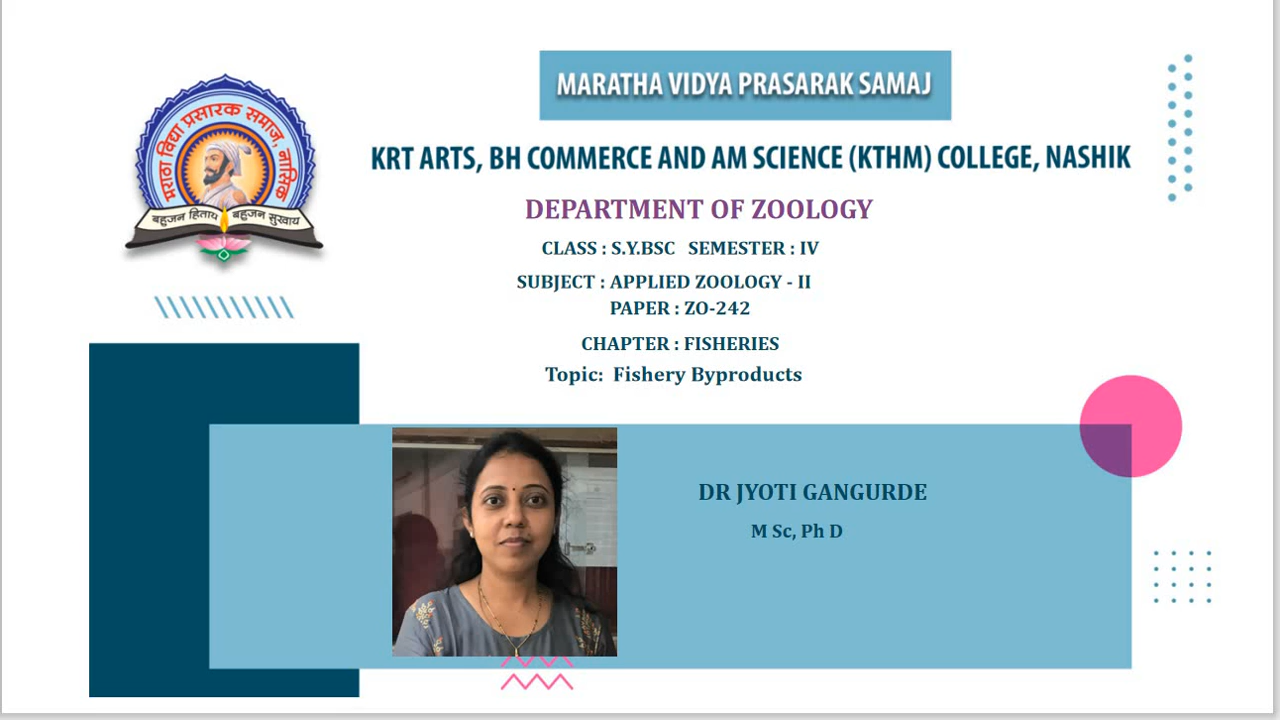 MARATHA VIDYA PRASARAK SAMAJ
मराठा विद्या प्रसारक समाज, नाशिक
बहुजन हिताय बहुजन सुखाय
KRT ARTS, BH COMMERCE AND AM SCIENCE (KTHM) COLLEGE, NASHIK
DEPARTMENT OF ZOOLOGY
CLASS : S.Y.BSC SEMESTER : IV
SUBJECT : APPLIED ZOOLOGY - II
PAPER : ZO-242
CHAPTER : FISHERIES
Topic: Fishery Byproducts
DR JYOTI GANGURDE
M Sc, Ph D